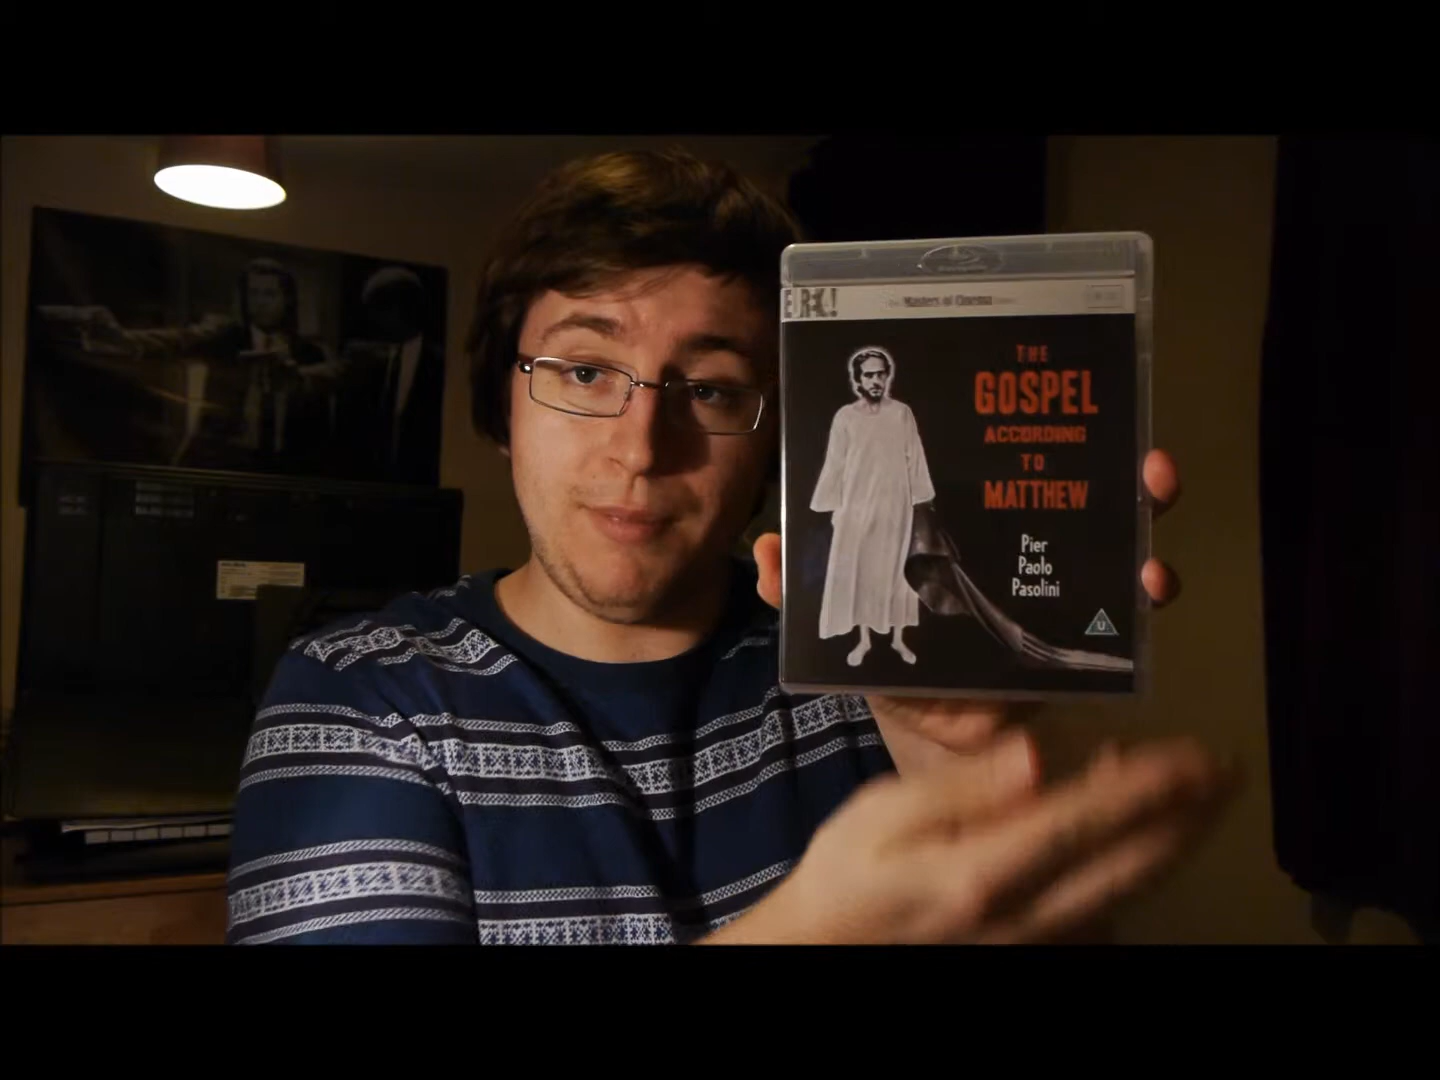 EUREKA!
The Masters of Cinema Series
THE
GOSPEL
ACCORDING
TO
MATTHEW
Pier
Paolo
Pasolini
U